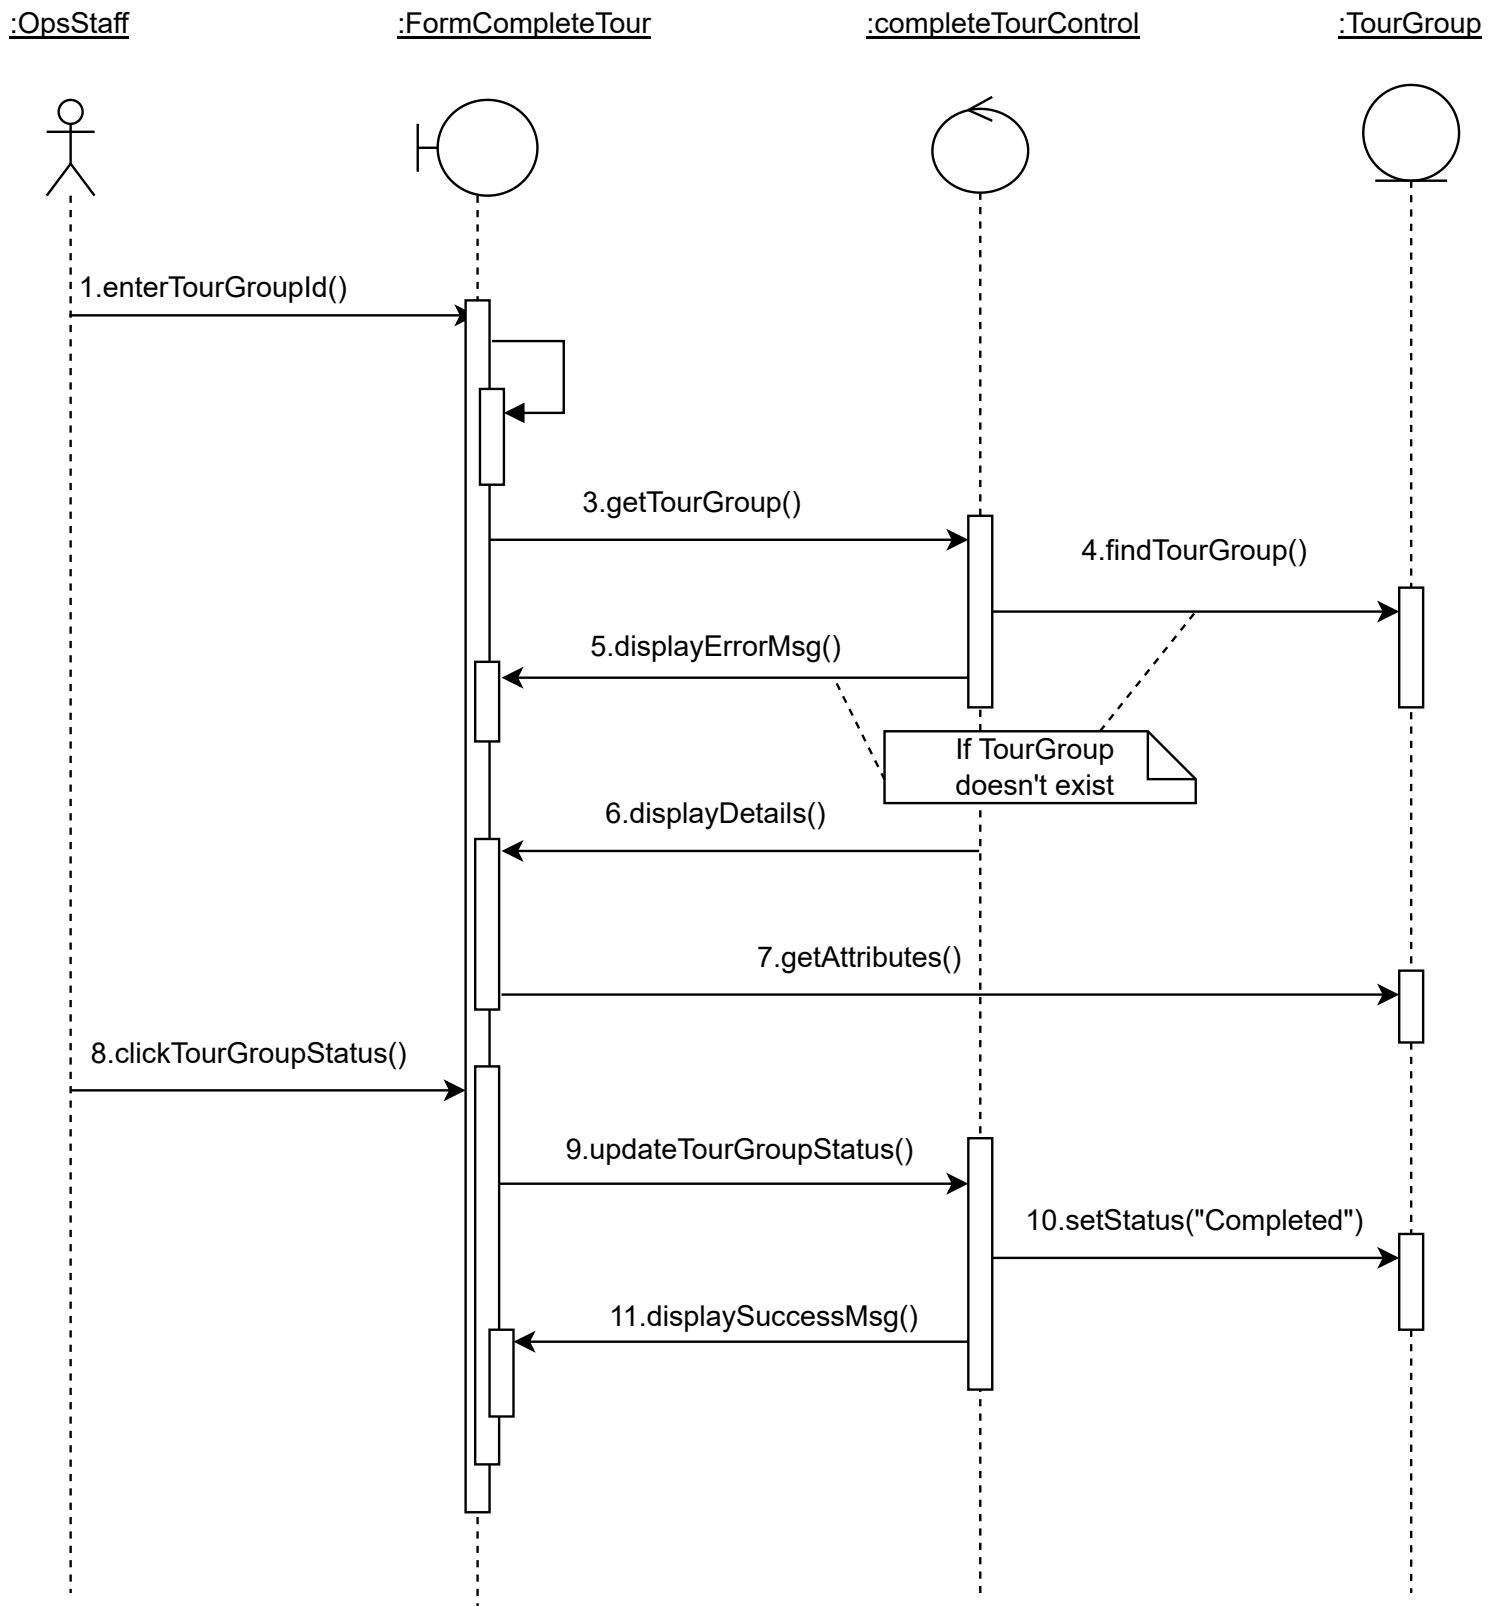 :OpsStaff
:FormCompleteTour
:completeTourControl
:TourGroup
1.enterTourGroupId()
3.getTourGroup()
4.findTourGroup()
5.displayErrorMsg()
If TourGroup
doesn't exist
6.displayDetails()
7.getAttributes()
8.clickTourGroupStatus()
9.updateTourGroupStatus()
10.setStatus("Completed")
11.displaySuccessMsg()